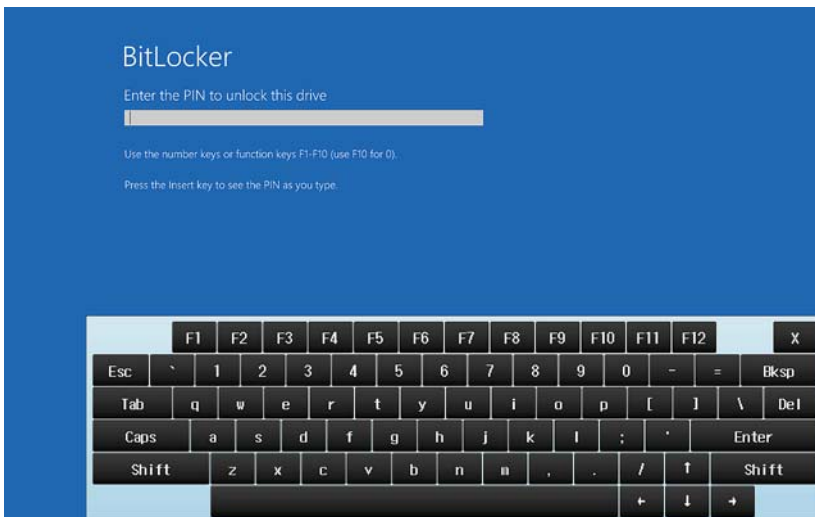 BitLocker
Enter the PIN to unlock this drive
Use the number keys or function keys F1-F10 (use F10 for 0).
Press the Insert key to see the PIN as you type.
F1 F2 F3 F4 F5 F6 F7 F8 F9 F10 F11 F12 X
Esc ` 1 2 3 4 5 6 7 8 9 0 - = Bksp
Tab q w e r t y u i o p [ ] \ Del
Caps a s d f g h j k l ; ' Enter
Shift z x c v b n m , . / ↑ Shift
← ↓ →